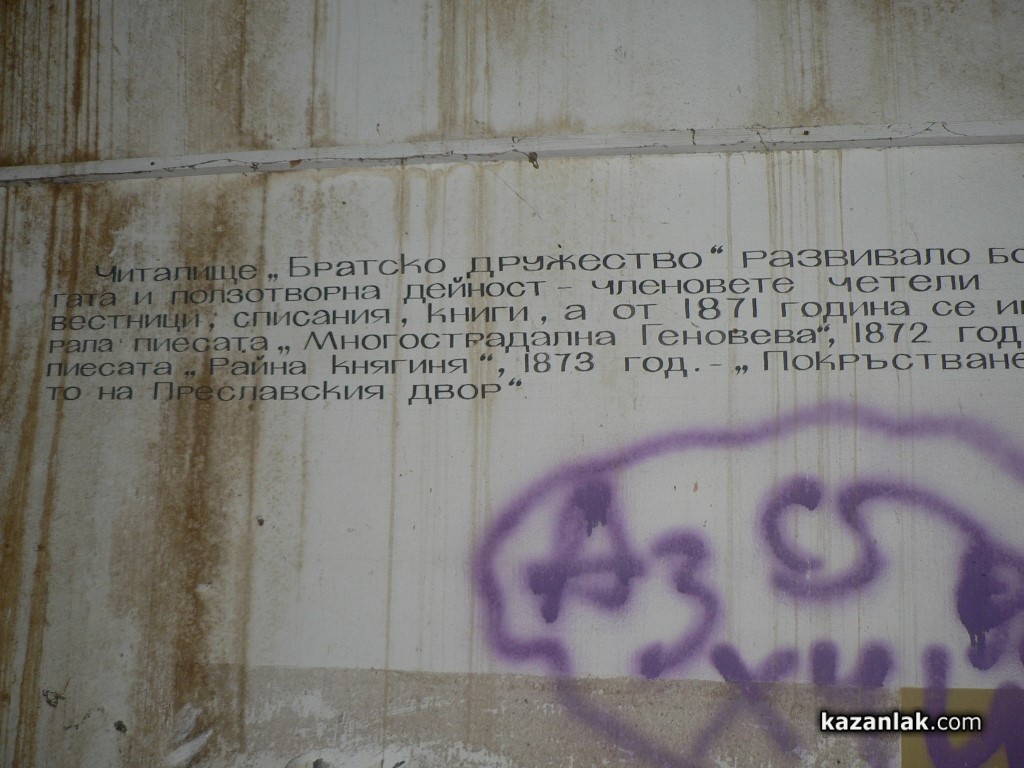 Читалище „Братско дружество“ развивало бо
гата и ползотворна дейност – членовете четели
вестници, списания, книги, а от 1871 година се иг
рала пиесата „Многострадална Геновева“, 1872 год
пиесата „Райна княгиня“, 1873 год. – „Покръстване
то на Преславския двор“
Аз
kazanlak.com